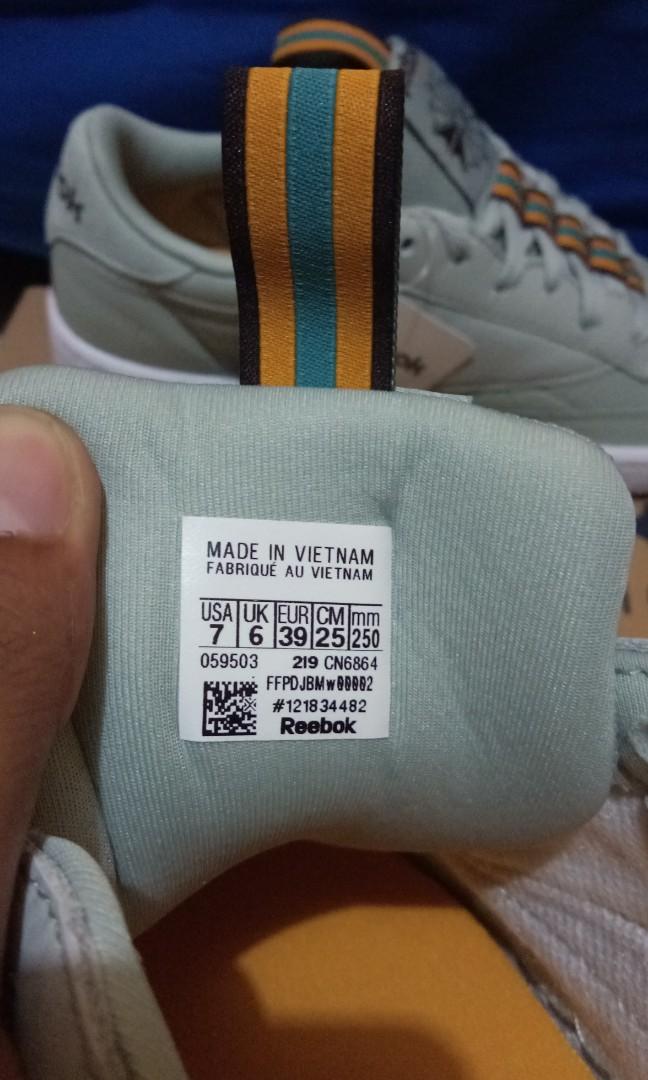 MADE IN VIETNAM
FABRIQUÉ AU VIETNAM
USA UK EUR CM mm
7 6 39 25 250
059503 219 CN6864
FFPDJBMw00002
#121834482
Reebok